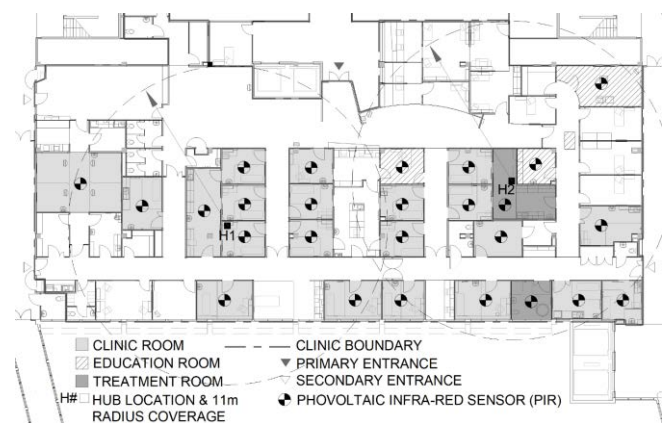 H2
H1
CLINIC ROOM
CLINIC BOUNDARY
EDUCATION ROOM
PRIMARY ENTRANCE
TREATMENT ROOM
SECONDARY ENTRANCE
H# HUB LOCATION & 11m
PHOVOLTAIC INFRA-RED SENSOR (PIR)
RADIUS COVERAGE